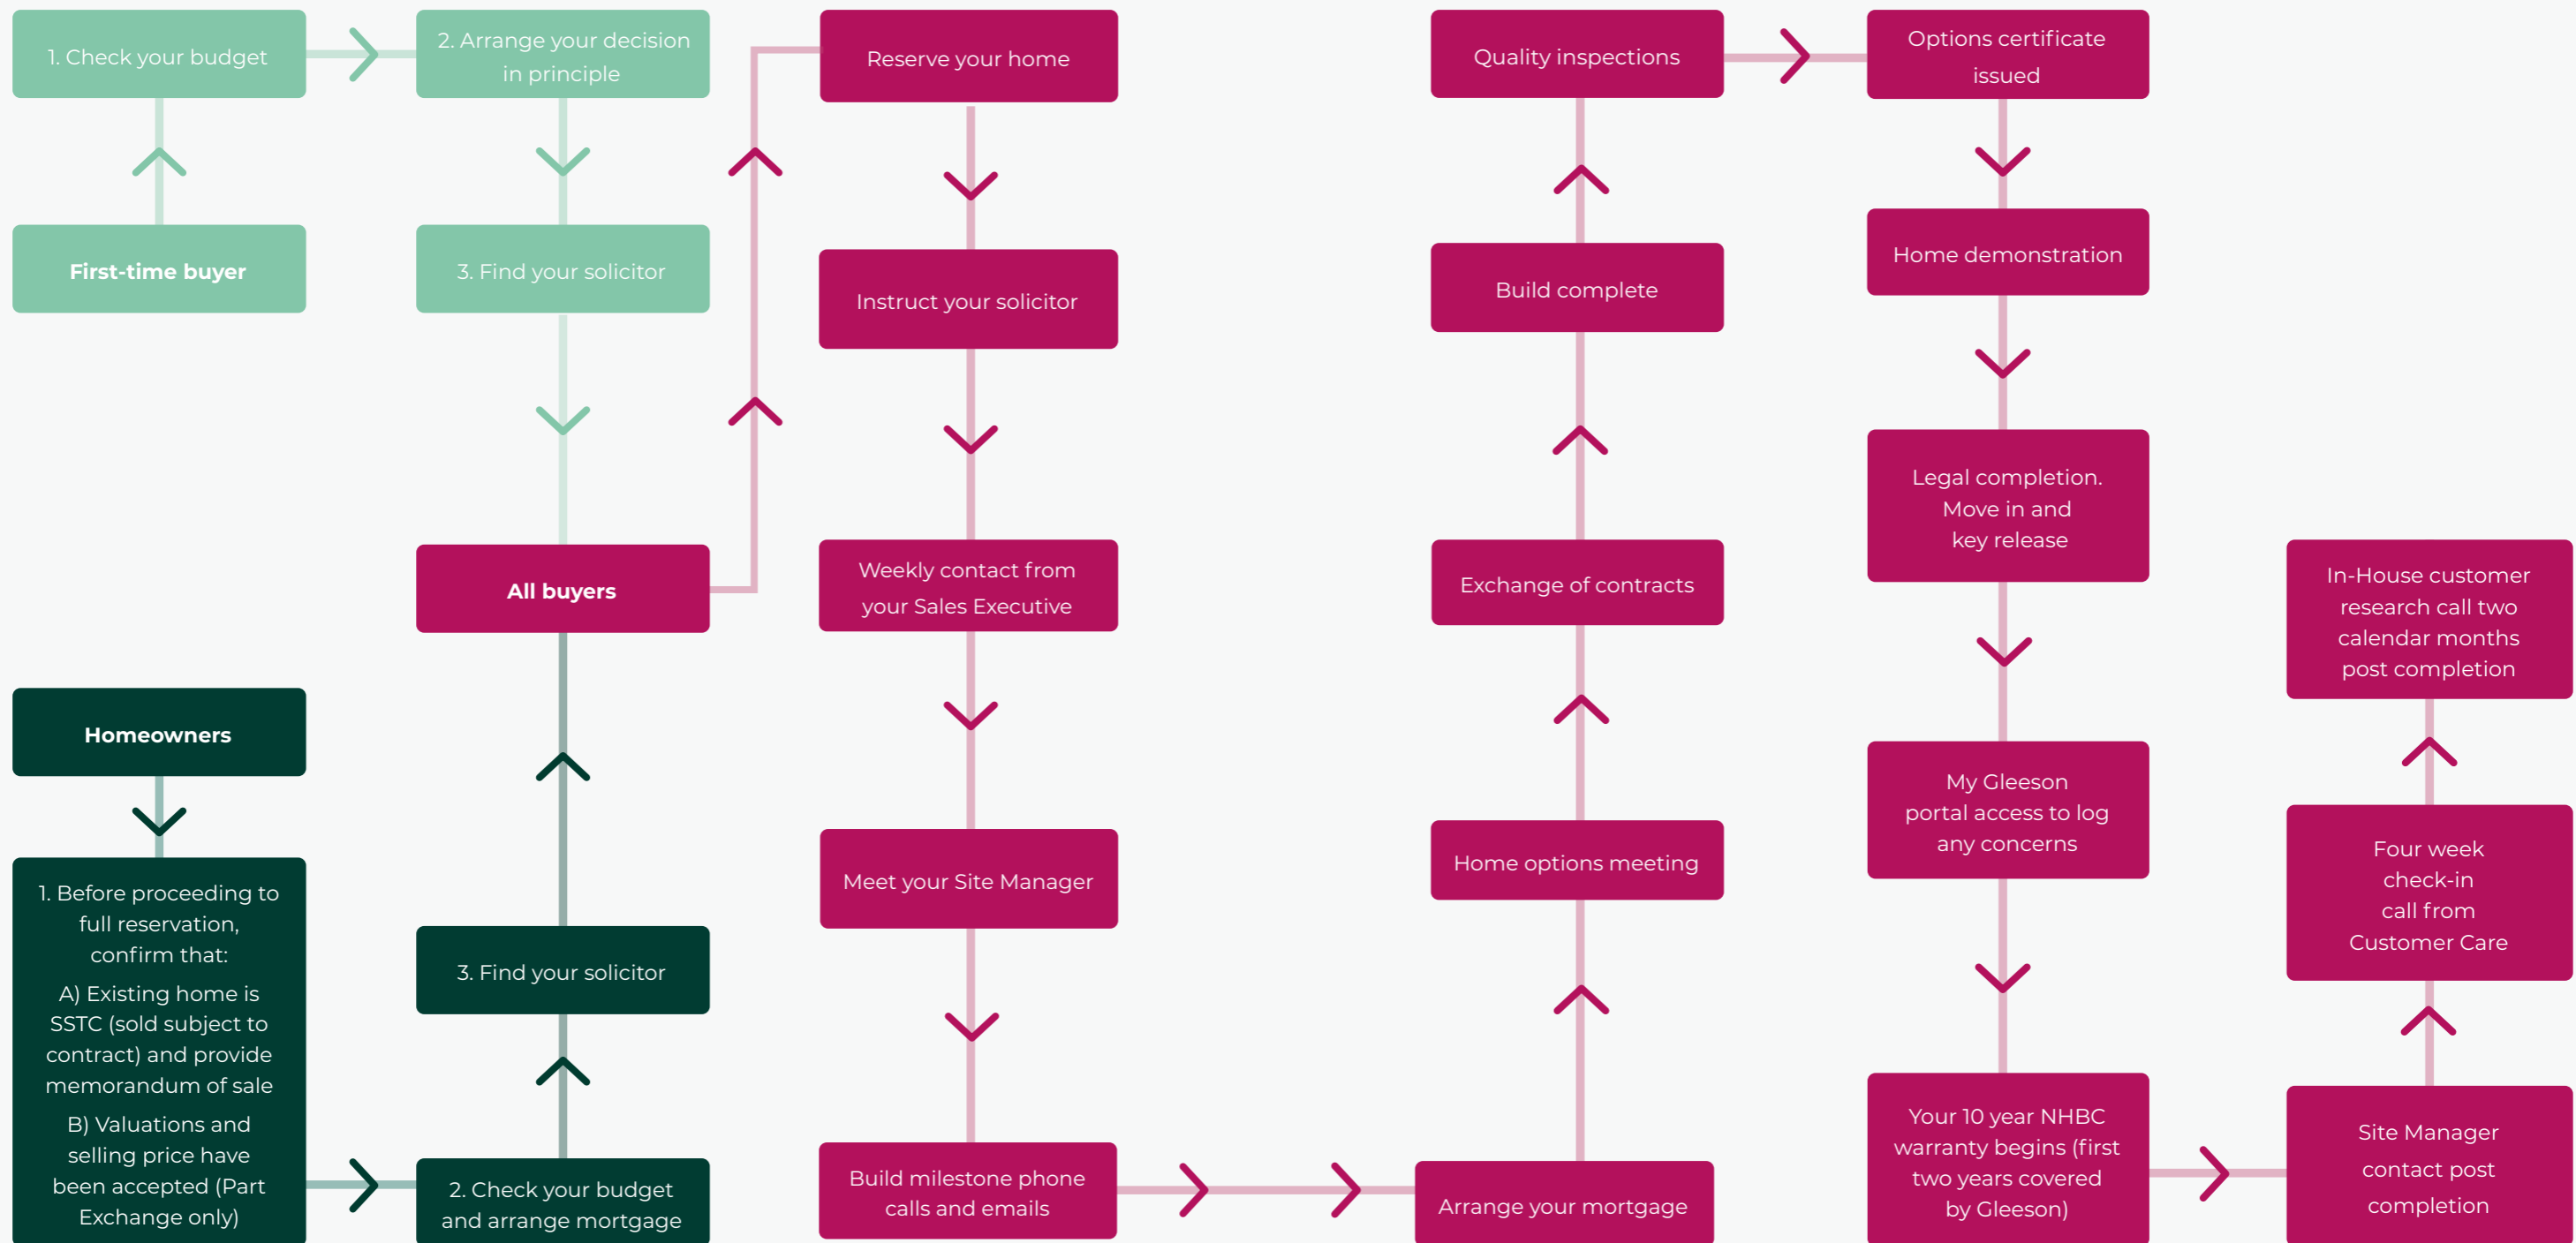 First-time buyer
1. Check your budget
2. Arrange your decision
in principle
3. Find your solicitor
Homeowners
1. Before proceeding to
full reservation,
confirm that:
A) Existing home is
SSTC (sold subject to
contract) and provide
memorandum of sale
B) Valuations and
selling price have
been accepted (Part
Exchange only)
2. Check your budget
and arrange mortgage
3. Find your solicitor
All buyers
Reserve your home
Instruct your solicitor
Weekly contact from
your Sales Executive
Meet your Site Manager
Build milestone phone
calls and emails
Arrange your mortgage
Home options meeting
Exchange of contracts
Build complete
Quality inspections
Options certificate
issued
Home demonstration
Legal completion.
Move in and
key release
My Gleeson
portal access to log
any concerns
Your 10 year NHBC
warranty begins (first
two years covered
by Gleeson)
Site Manager
contact post
completion
Four week
check-in
call from
Customer Care
In-House customer
research call two
calendar months
post completion